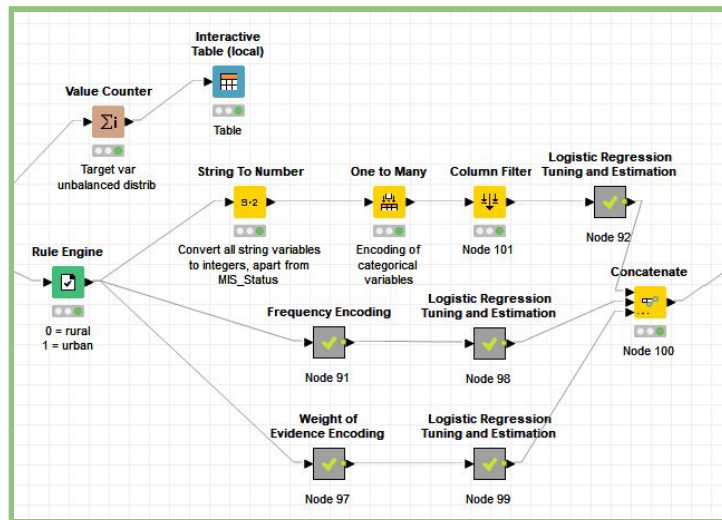 Interactive
Table (local)
Value Counter
Σi
Table
Target var
unbalanced distrib
String To Number
One to Many
Column Filter
Logistic Regression
Tuning and Estimation
S→2
Convert all string variables
to integers, apart from
MIS_Status
Encoding of
categorical
variables
Node 101
Node 92
Rule Engine
0 = rural
1 = urban
Concatenate
...
Node 100
Frequency Encoding
Logistic Regression
Tuning and Estimation
Node 91
Node 98
Weight of
Evidence Encoding
Logistic Regression
Tuning and Estimation
Node 97
Node 99